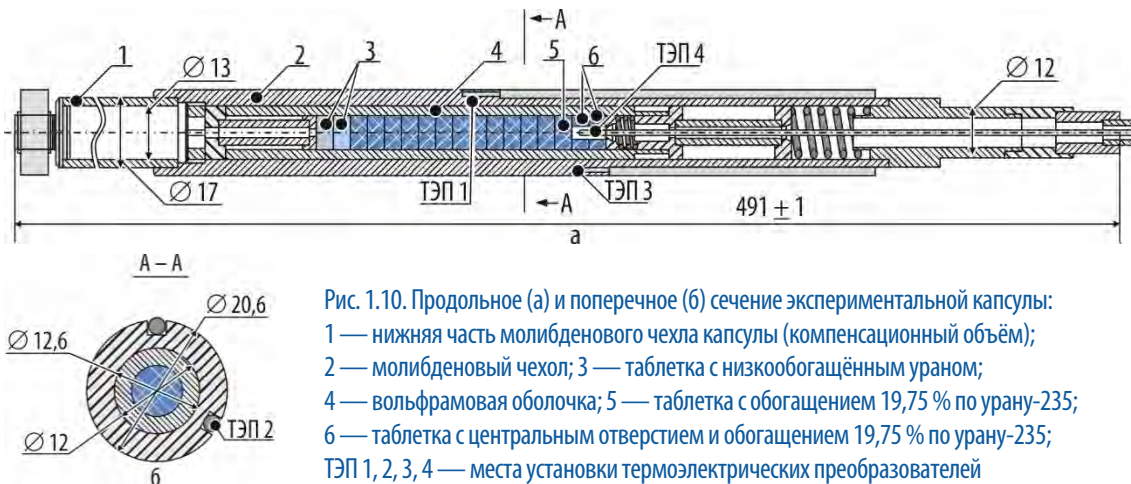 А
1
∅ 13
2
3
4
5
6
ТЭП 4
∅ 12
∅ 17
ТЭП 1
А
ТЭП 3
491 ± 1
а
А – А
∅ 20,6
∅ 12,6
∅ 12
ТЭП 2
б
Рис. 1.10. Продольное (а) и поперечное (б) сечение экспериментальной капсулы:
1 — нижняя часть молибденового чехла капсулы (компенсационный объём);
2 — молибденовый чехол; 3 — таблетка с низкообогащённым ураном;
4 — вольфрамовая оболочка; 5 — таблетка с обогащением 19,75 % по урану-235;
6 — таблетка с центральным отверстием и обогащением 19,75 % по урану-235;
ТЭП 1, 2, 3, 4 — места установки термоэлектрических преобразователей